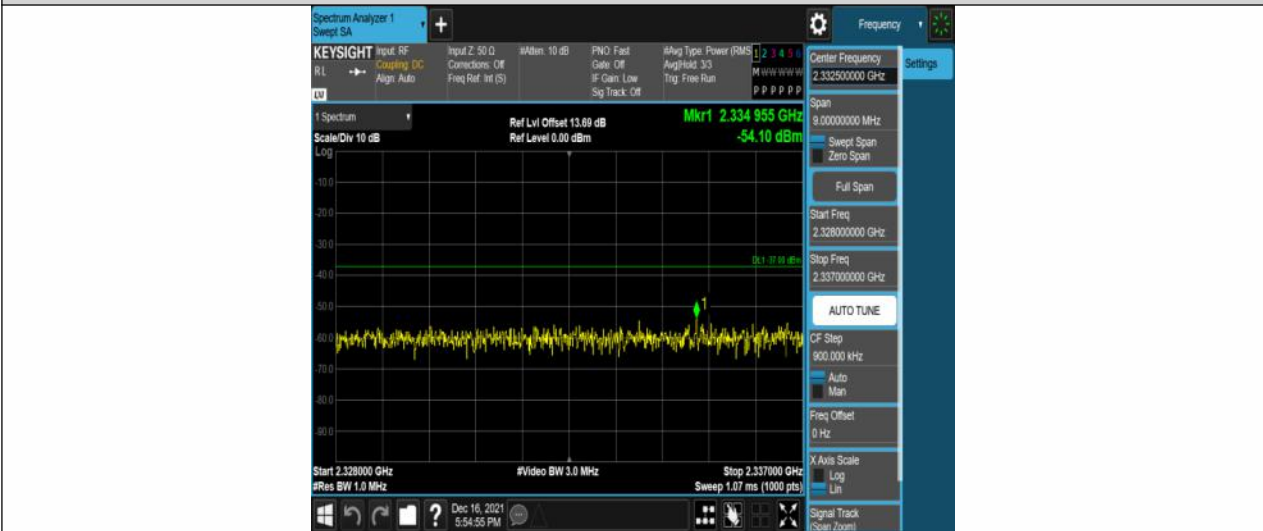 Spectrum Analyzer 1
Swept SA
+
Frequency
KEYSIGHT
RL
LXI
Input: RF
Coupling: DC
Align: Auto
Input Z: 50 Ω
Corrections: Off
Freq Ref: Int (S)
#Atten: 10 dB
PNO: Fast
Gate: Off
IF Gain: Low
Sig Track: Off
#Avg Type: Power (RMS
Avg|Hold: 3/3
Trig: Free Run
1 2 3 4 5 6
M W W W W W
P P P P P P
Center Frequency
2.332500000 GHz
Settings
Span
9.00000000 MHz
Swept Span
Zero Span
Full Span
Start Freq
2.328000000 GHz
Stop Freq
2.337000000 GHz
AUTO TUNE
CF Step
900.000 kHz
Auto
Man
Freq Offset
0 Hz
X Axis Scale
Log
Lin
Signal Track
(Span Zoom)
1 Spectrum
Scale/Div 10 dB
Log
Ref Lvl Offset 13.69 dB
Ref Level 0.00 dBm
Mkr1 2.334 955 GHz
-54.10 dBm
-10.0
-20.0
-30.0
DL1 -37.00 dBm
-40.0
-50.0
1
-60.0
-70.0
-80.0
-90.0
Start 2.328000 GHz
#Res BW 1.0 MHz
#Video BW 3.0 MHz
Stop 2.337000 GHz
Sweep 1.07 ms (1000 pts)
?
Dec 16, 2021
5:54:55 PM